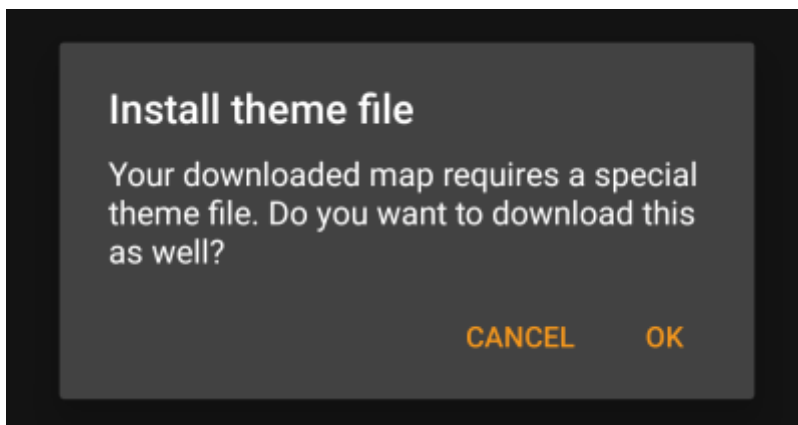 Install theme file
Your downloaded map requires a special
theme file. Do you want to download this
as well?
CANCEL OK